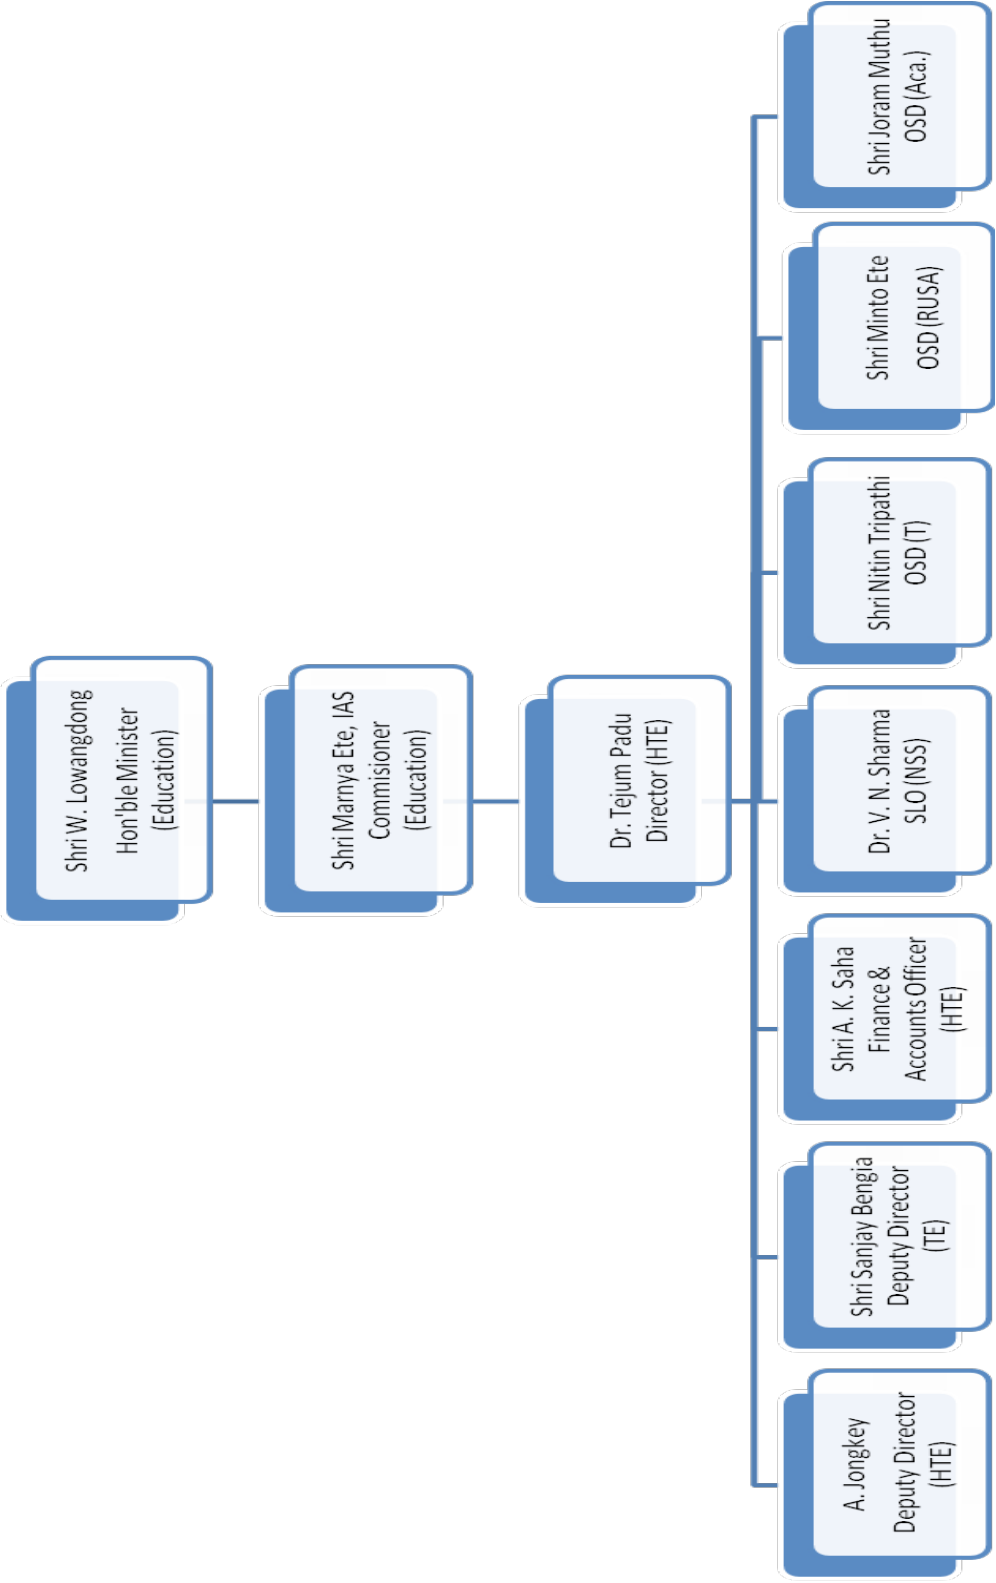 Shri W. Lowangdong
Hon'ble Minister
(Education)
Shri Marnya Ete, IAS
Commisioner
(Education)
Dr. Tejum Padu
Director (HTE)
A. Jongkey
Deputy Director
(HTE)
Shri Sanjay Bengia
Deputy Director
(TE)
Shri A. K. Saha
Finance &
Accounts Officer
(HTE)
Dr. V. N. Sharma
SLO (NSS)
Shri Nitin Tripathi
OSD (T)
Shri Minto Ete
OSD (RUSA)
Shri Joram Muthu
OSD (Aca.)